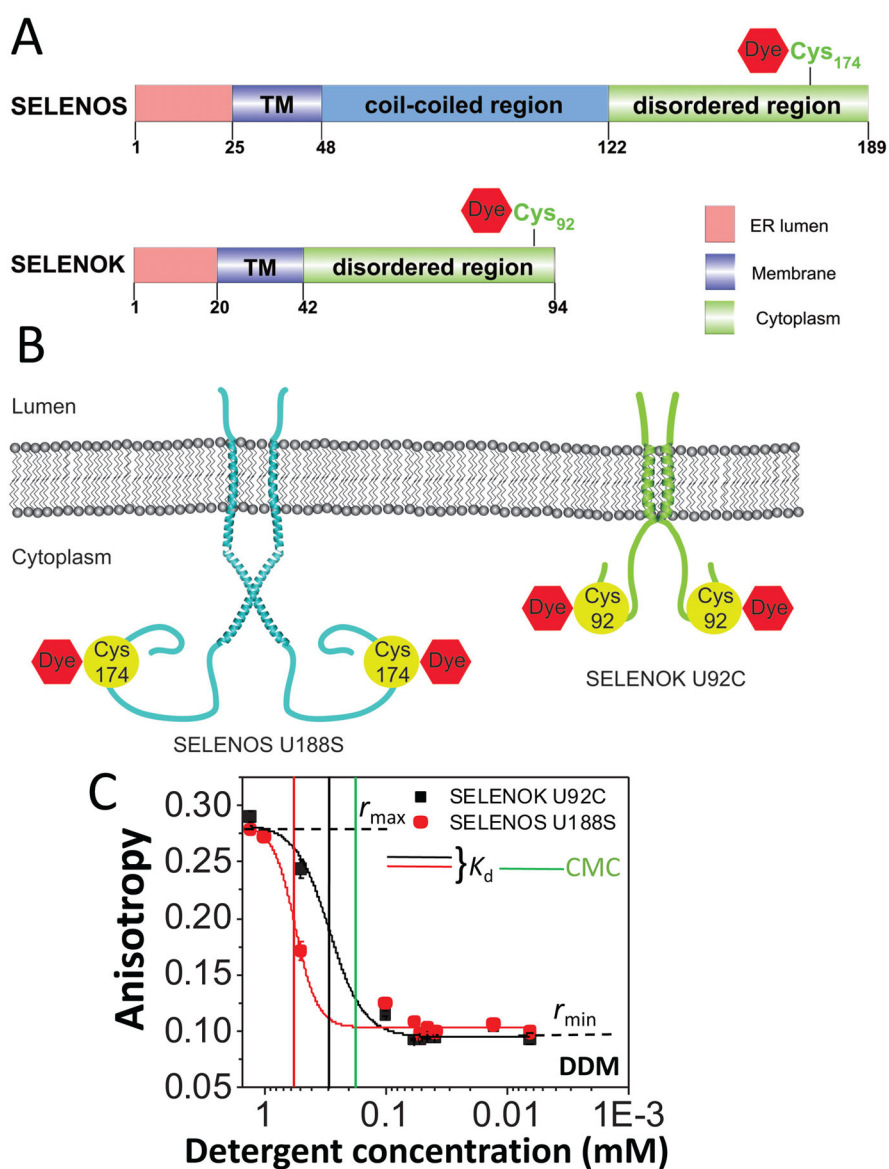 A
Dye Cys174
SELENOS TM coil-coiled region disordered region
1 25 48 122 189
Dye Cys92
SELENOK TM disordered region
1 20 42 94
ER lumen
Membrane
Cytoplasm
B
Lumen
Cytoplasm
Dye Cys 92 Cys 92 Dye
Dye Cys 174 Cys 174 Dye
SELENOK U92C
SELENOS U188S
C
Anisotropy
0.30
0.25
0.20
0.15
0.10
0.05
rmax
SELENOK U92C
SELENOS U188S
} Kd CMC
rmin
DDM
1 0.1 0.01 1E-3
Detergent concentration (mM)